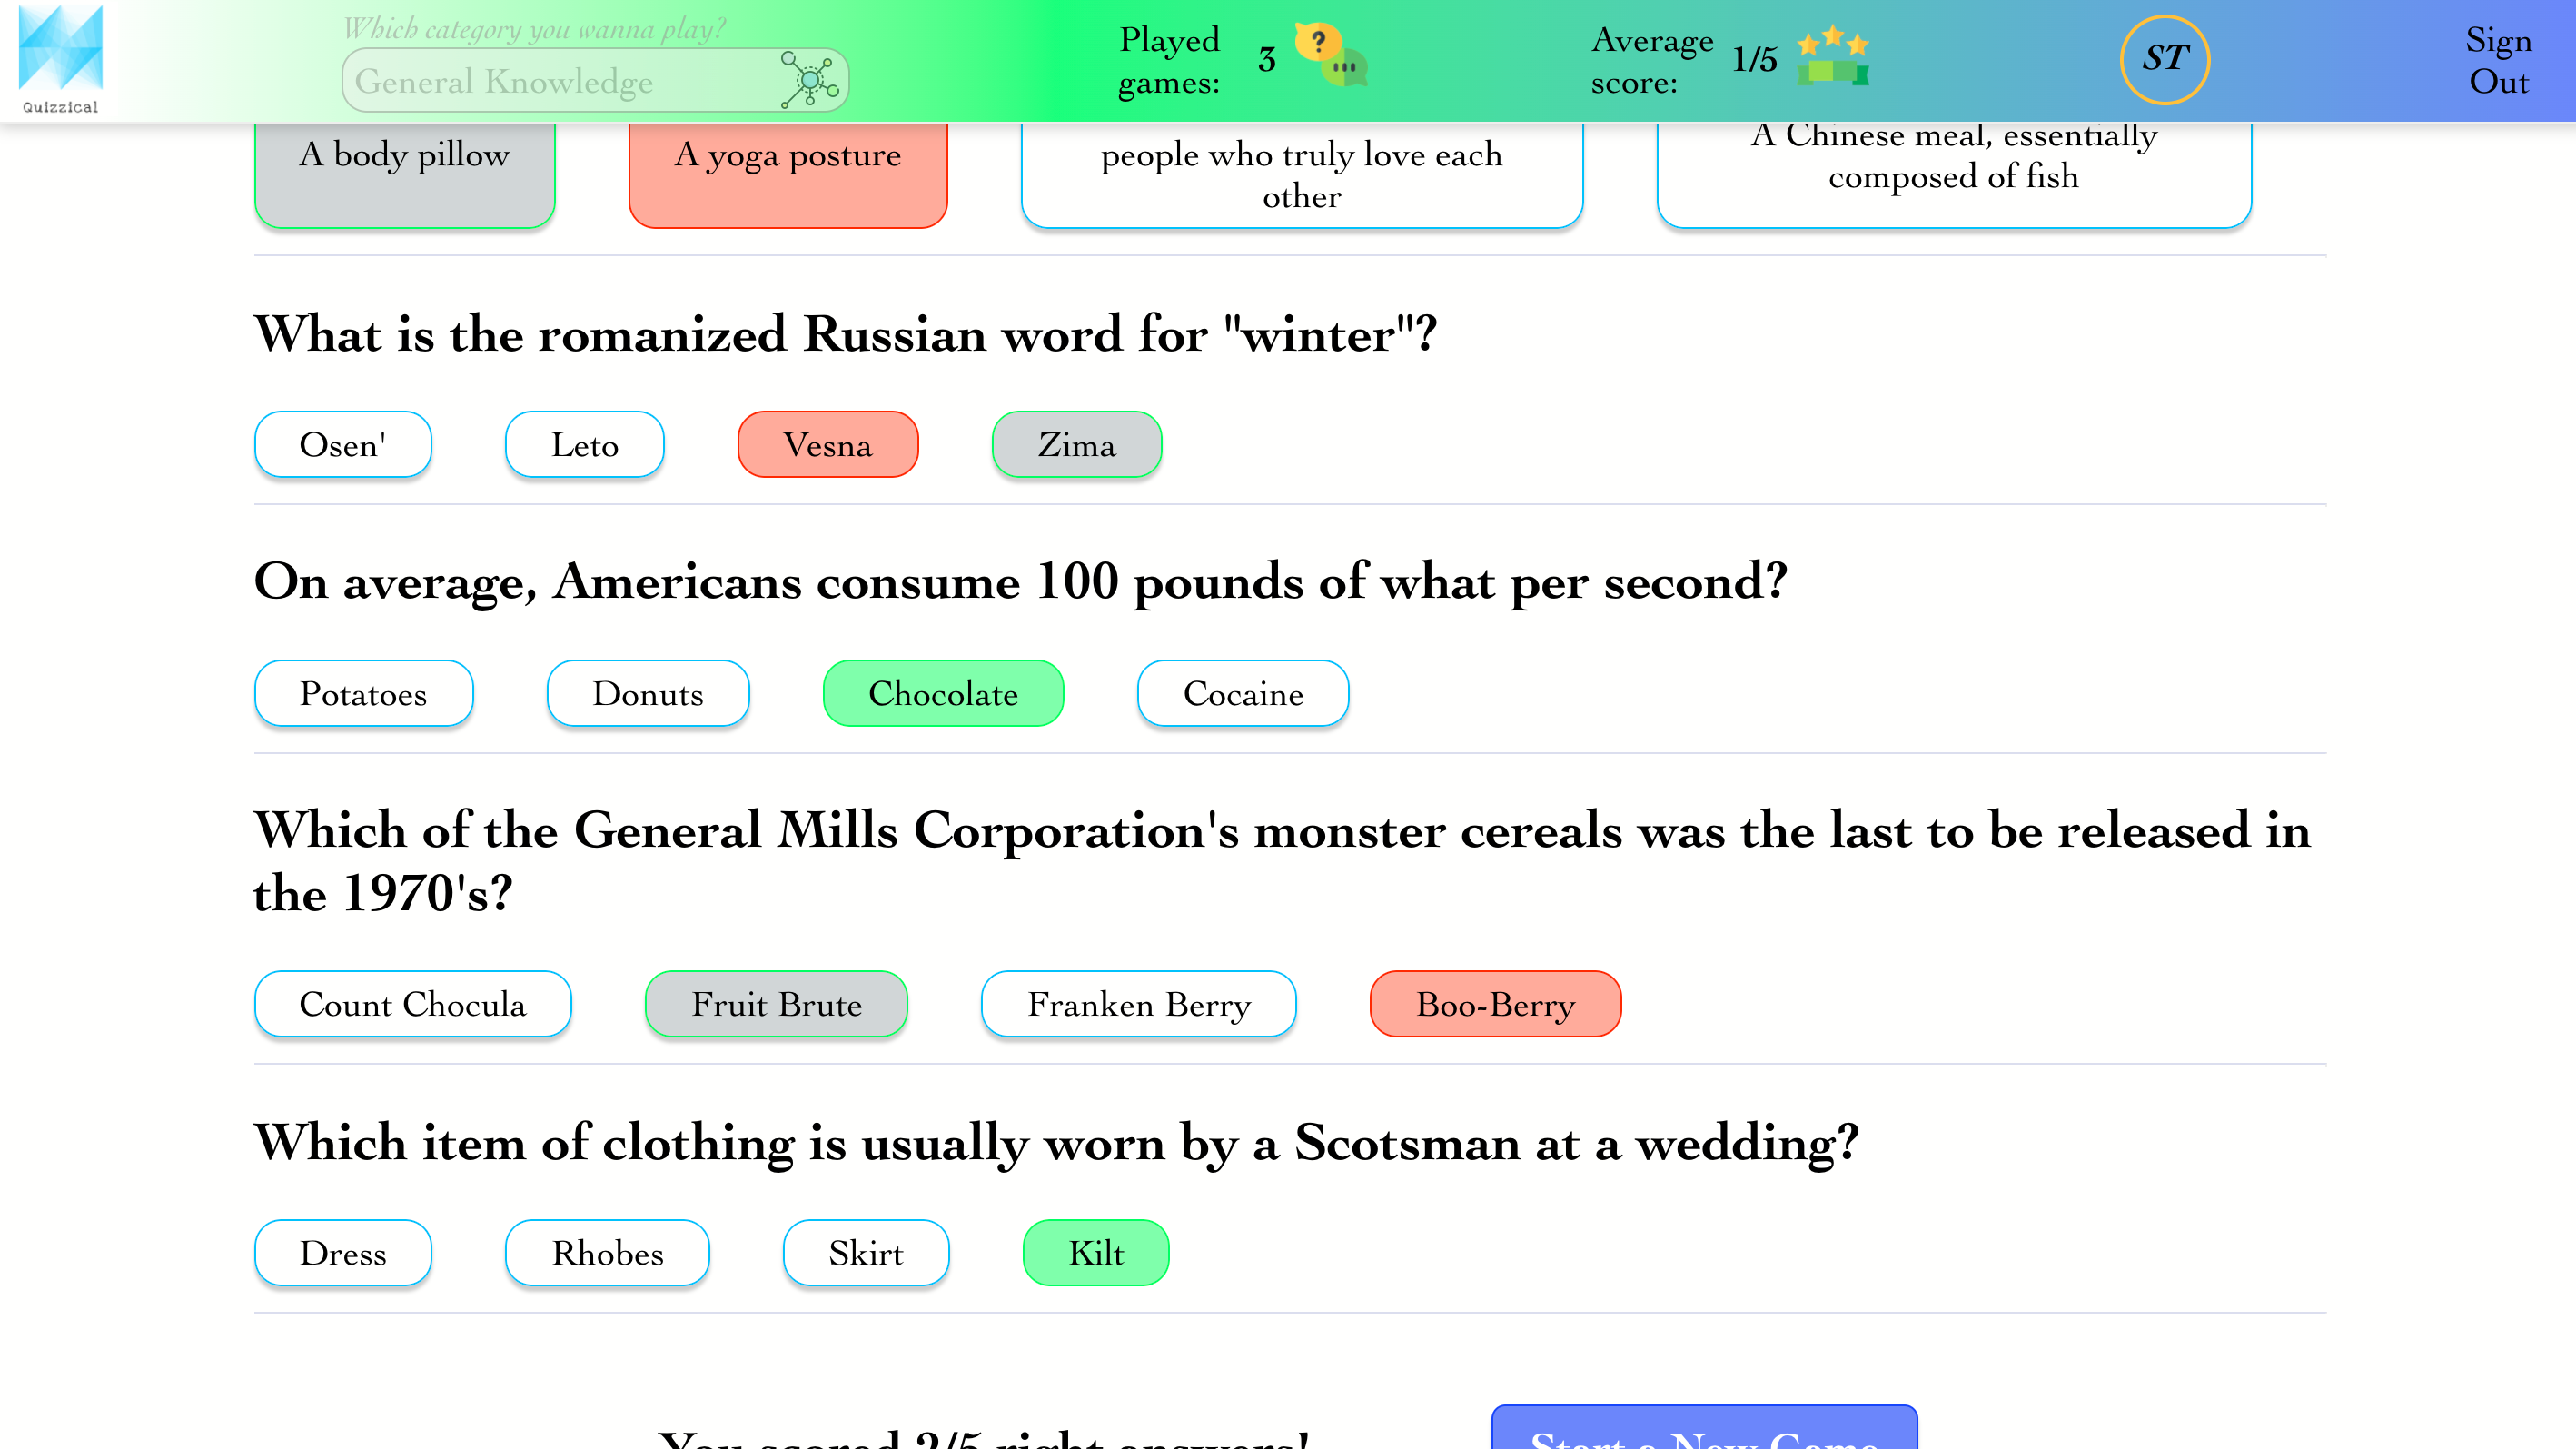 Quizzical
Which category you wanna play?
General Knowledge
Played
games:
3
Average
score:
1/5
ST
Sign
Out
A body pillow
A yoga posture
people who truly love each
other
A Chinese meal, essentially
composed of fish
What is the romanized Russian word for "winter"?
Osen'
Leto
Vesna
Zima
On average, Americans consume 100 pounds of what per second?
Potatoes
Donuts
Chocolate
Cocaine
Which of the General Mills Corporation's monster cereals was the last to be released in
the 1970's?
Count Chocula
Fruit Brute
Franken Berry
Boo-Berry
Which item of clothing is usually worn by a Scotsman at a wedding?
Dress
Rhobes
Skirt
Kilt
You scored 2/5 right answers!
Start a New Game